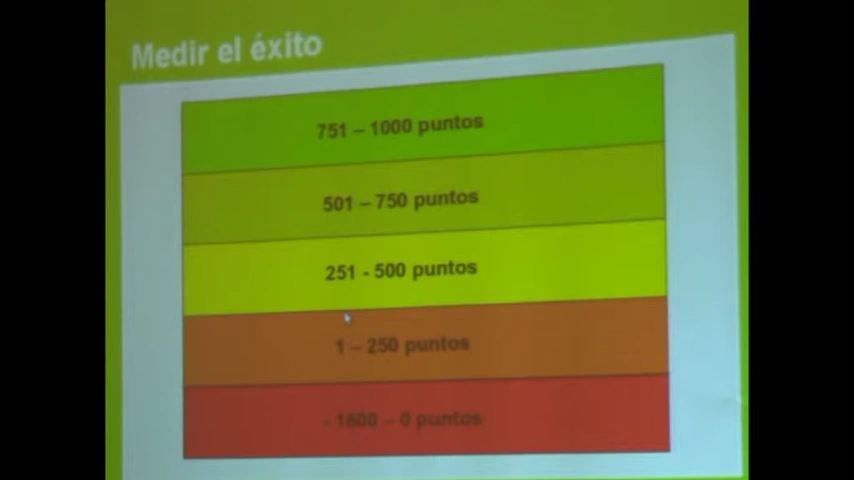 Medir el éxito
751 – 1000 puntos
501 – 750 puntos
251 - 500 puntos
1 – 250 puntos
– 0 puntos